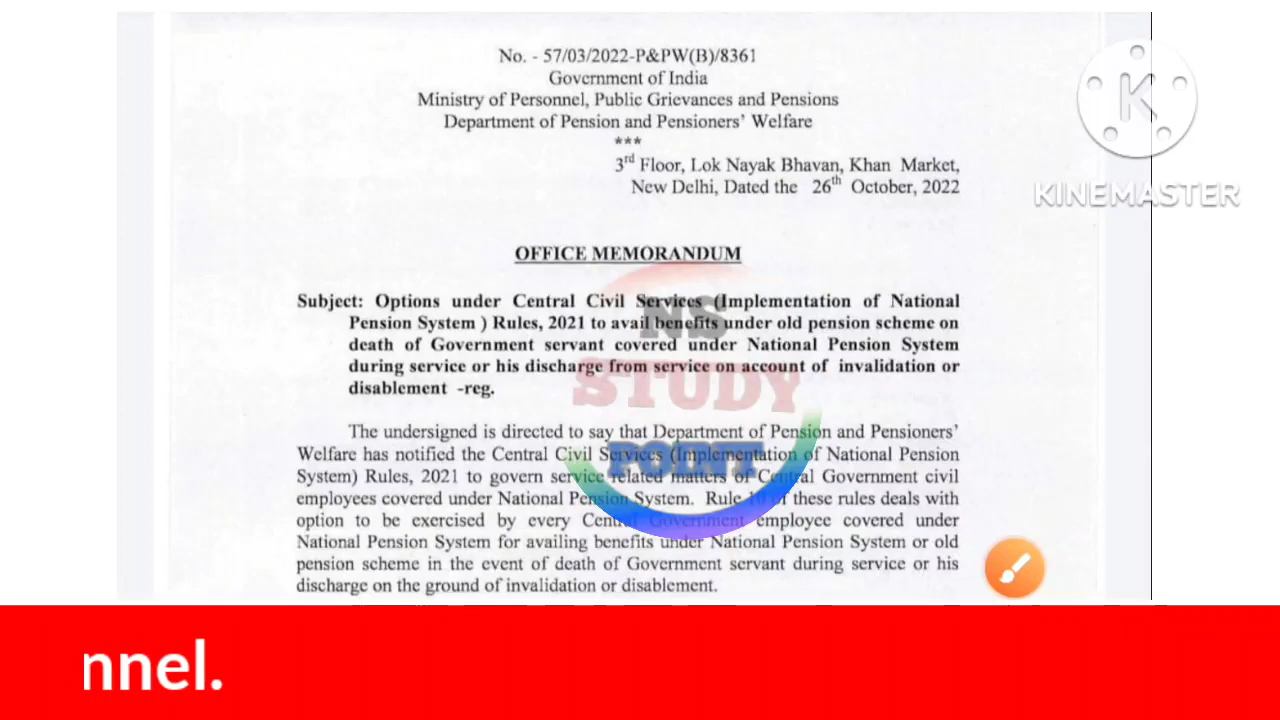 No. - 57/03/2022-P&PW(B)/8361
Government of India
Ministry of Personnel, Public Grievances and Pensions
Department of Pension and Pensioners' Welfare
***
3rd Floor, Lok Nayak Bhavan, Khan Market,
New Delhi, Dated the 26th October, 2022
K
KINEMASTER
OFFICE MEMORANDUM
Subject: Options under Central Civil Services (Implementation of National
Pension System ) Rules, 2021 to avail benefits under old pension scheme on
death of Government servant covered under National Pension System
during service or his discharge from service on account of invalidation or
disablement -reg.
NS
STUDY
POINT
The undersigned is directed to say that Department of Pension and Pensioners'
Welfare has notified the Central Civil Services (Implementation of National Pension
System) Rules, 2021 to govern service related matters of Central Government civil
employees covered under National Pension System. Rule 10 of these rules deals with
option to be exercised by every Central Government employee covered under
National Pension System for availing benefits under National Pension System or old
pension scheme in the event of death of Government servant during service or his
discharge on the ground of invalidation or disablement.
nnel.